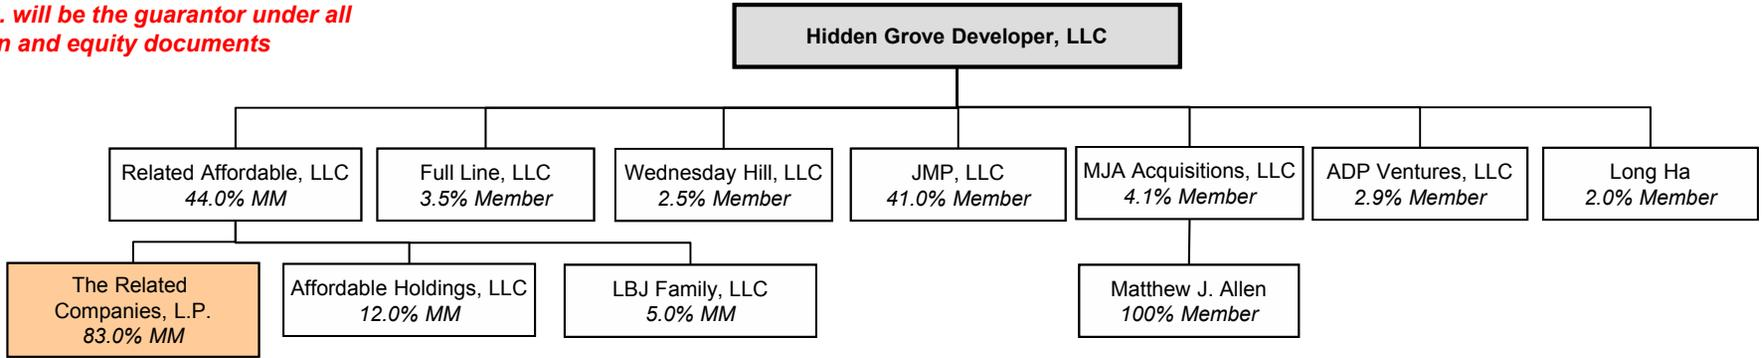 . will be the guarantor under all
and equity documents
Hidden Grove Developer, LLC
Related Affordable, LLC
44.0% MM
Full Line, LLC
3.5% Member
Wednesday Hill, LLC
2.5% Member
JMP, LLC
41.0% Member
MJA Acquisitions, LLC
4.1% Member
ADP Ventures, LLC
2.9% Member
Long Ha
2.0% Member
The Related
Companies, L.P.
83.0% MM
Affordable Holdings, LLC
12.0% MM
LBJ Family, LLC
5.0% MM
Matthew J. Allen
100% Member